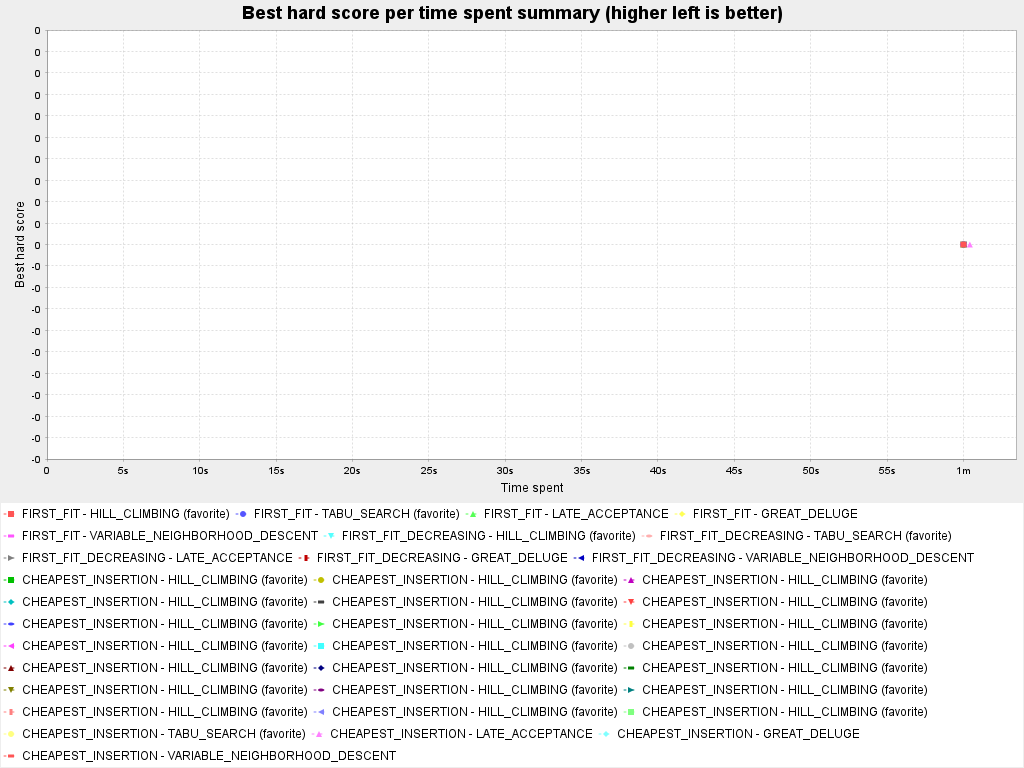 Best hard score per time spent summary (higher left is better)
Best hard score
0
0
0
0
0
0
0
0
0
0
0
-0
-0
-0
-0
-0
-0
-0
-0
-0
-0
0 5s 10s 15s 20s 25s 30s 35s 40s 45s 50s 55s 1m
Time spent
FIRST_FIT - HILL_CLIMBING (favorite) FIRST_FIT - TABU_SEARCH (favorite) FIRST_FIT - LATE_ACCEPTANCE FIRST_FIT - GREAT_DELUGE
FIRST_FIT - VARIABLE_NEIGHBORHOOD_DESCENT FIRST_FIT_DECREASING - HILL_CLIMBING (favorite) FIRST_FIT_DECREASING - TABU_SEARCH (favorite)
FIRST_FIT_DECREASING - LATE_ACCEPTANCE FIRST_FIT_DECREASING - GREAT_DELUGE FIRST_FIT_DECREASING - VARIABLE_NEIGHBORHOOD_DESCENT
CHEAPEST_INSERTION - HILL_CLIMBING (favorite) CHEAPEST_INSERTION - HILL_CLIMBING (favorite) CHEAPEST_INSERTION - HILL_CLIMBING (favorite)
CHEAPEST_INSERTION - HILL_CLIMBING (favorite) CHEAPEST_INSERTION - HILL_CLIMBING (favorite) CHEAPEST_INSERTION - HILL_CLIMBING (favorite)
CHEAPEST_INSERTION - HILL_CLIMBING (favorite) CHEAPEST_INSERTION - HILL_CLIMBING (favorite) CHEAPEST_INSERTION - HILL_CLIMBING (favorite)
CHEAPEST_INSERTION - HILL_CLIMBING (favorite) CHEAPEST_INSERTION - HILL_CLIMBING (favorite) CHEAPEST_INSERTION - HILL_CLIMBING (favorite)
CHEAPEST_INSERTION - HILL_CLIMBING (favorite) CHEAPEST_INSERTION - HILL_CLIMBING (favorite) CHEAPEST_INSERTION - HILL_CLIMBING (favorite)
CHEAPEST_INSERTION - HILL_CLIMBING (favorite) CHEAPEST_INSERTION - HILL_CLIMBING (favorite) CHEAPEST_INSERTION - HILL_CLIMBING (favorite)
CHEAPEST_INSERTION - HILL_CLIMBING (favorite) CHEAPEST_INSERTION - HILL_CLIMBING (favorite) CHEAPEST_INSERTION - HILL_CLIMBING (favorite)
CHEAPEST_INSERTION - TABU_SEARCH (favorite) CHEAPEST_INSERTION - LATE_ACCEPTANCE CHEAPEST_INSERTION - GREAT_DELUGE
CHEAPEST_INSERTION - VARIABLE_NEIGHBORHOOD_DESCENT